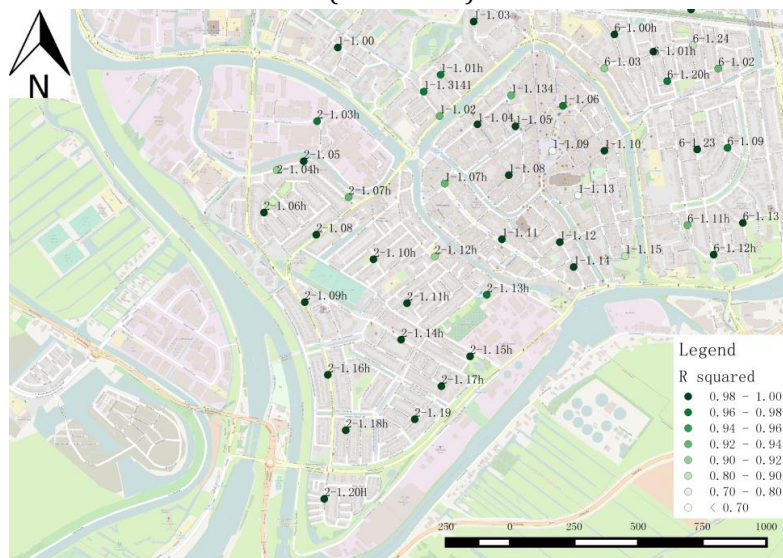 1-1.03
6-1.00h
6-1.24
1-1.00
6-1.01h
N
6-1.03
6-1.02
1-1.01h
6-1.20h
1-1.3141
1-1.134
1-1.06
2-1.03h
1-1.02
1-1.04
1-1.05
1-1.09
1-1.10
6-1.23
6-1.09
2-1.05
2-1.04h
1-1.08
2-1.07h
1-1.07h
1-1.13
2-1.06h
6-1.11h
6-1.13
2-1.08
1-1.11
1-1.12
2-1.10h
2-1.12h
1-1.15
6-1.12h
1-1.14
2-1.09h
2-1.11h
2-1.13h
2-1.14h
2-1.15h
2-1.16h
2-1.17h
2-1.19
2-1.18h
2-1.20H
Legend
R squared
0.98 - 1.00
0.96 - 0.98
0.94 - 0.96
0.92 - 0.94
0.90 - 0.92
0.80 - 0.90
0.70 - 0.80
< 0.70
250 0 250 500 750 1000